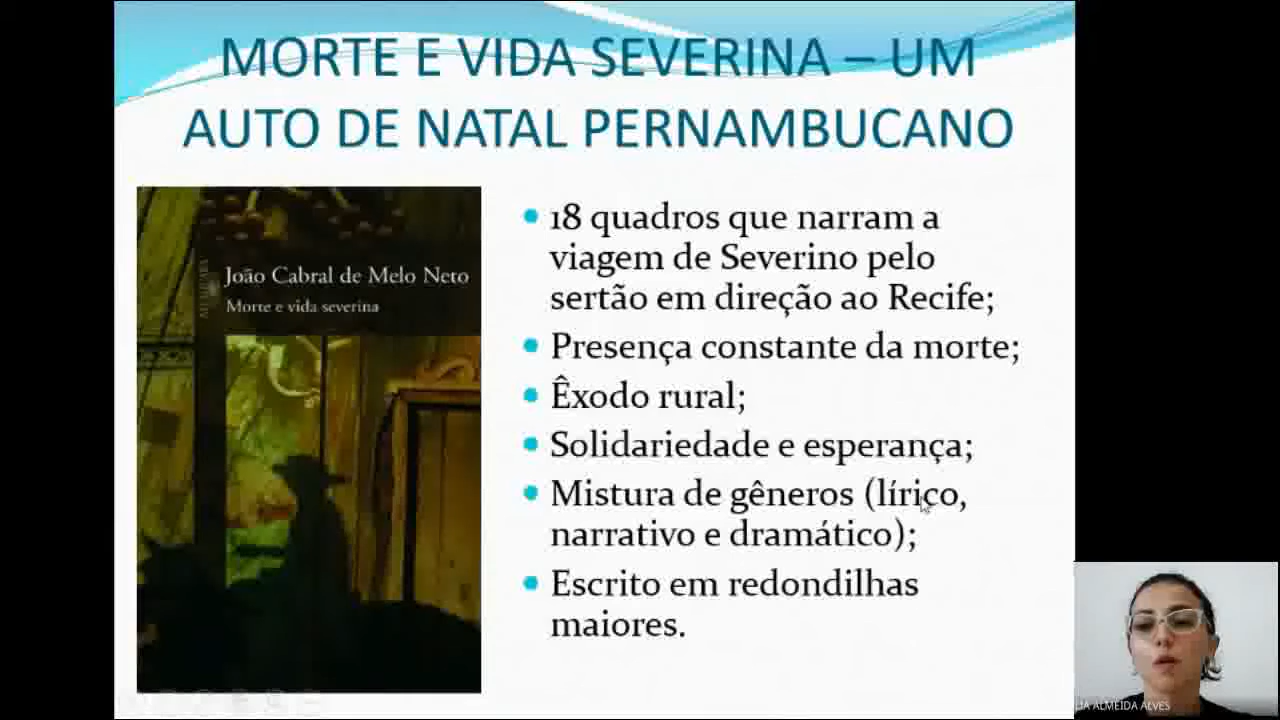 MORTE E VIDA SEVERINA – UM
AUTO DE NATAL PERNAMBUCANO
João Cabral de Melo Neto
Morte e vida severina
18 quadros que narram a
viagem de Severino pelo
sertão em direção ao Recife;
Presença constante da morte;
Êxodo rural;
Solidariedade e esperança;
Mistura de gêneros (lírico,
narrativo e dramático);
Escrito em redondilhas
maiores.
ALMEIDA ALVES